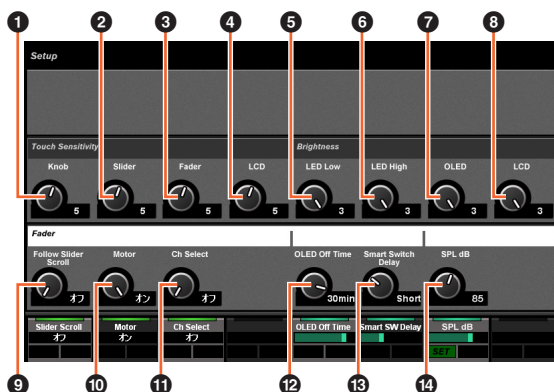 1 2 3 4 5 6 7 8
Setup
Touch Sensitivity Brightness
Knob Slider Fader LCD LED Low LED High OLED LCD
5 5 5 5 3 3 3 3
Fader
Follow Slider Scroll Motor Ch Select OLED Off Time Smart Switch Delay SPL dB
オフ オン オフ 30min Short 85
Slider Scroll Motor Ch Select OLED Off Time Smart SW Delay SPL dB
オフ オン オフ
SET
9 10 11 12 13 14